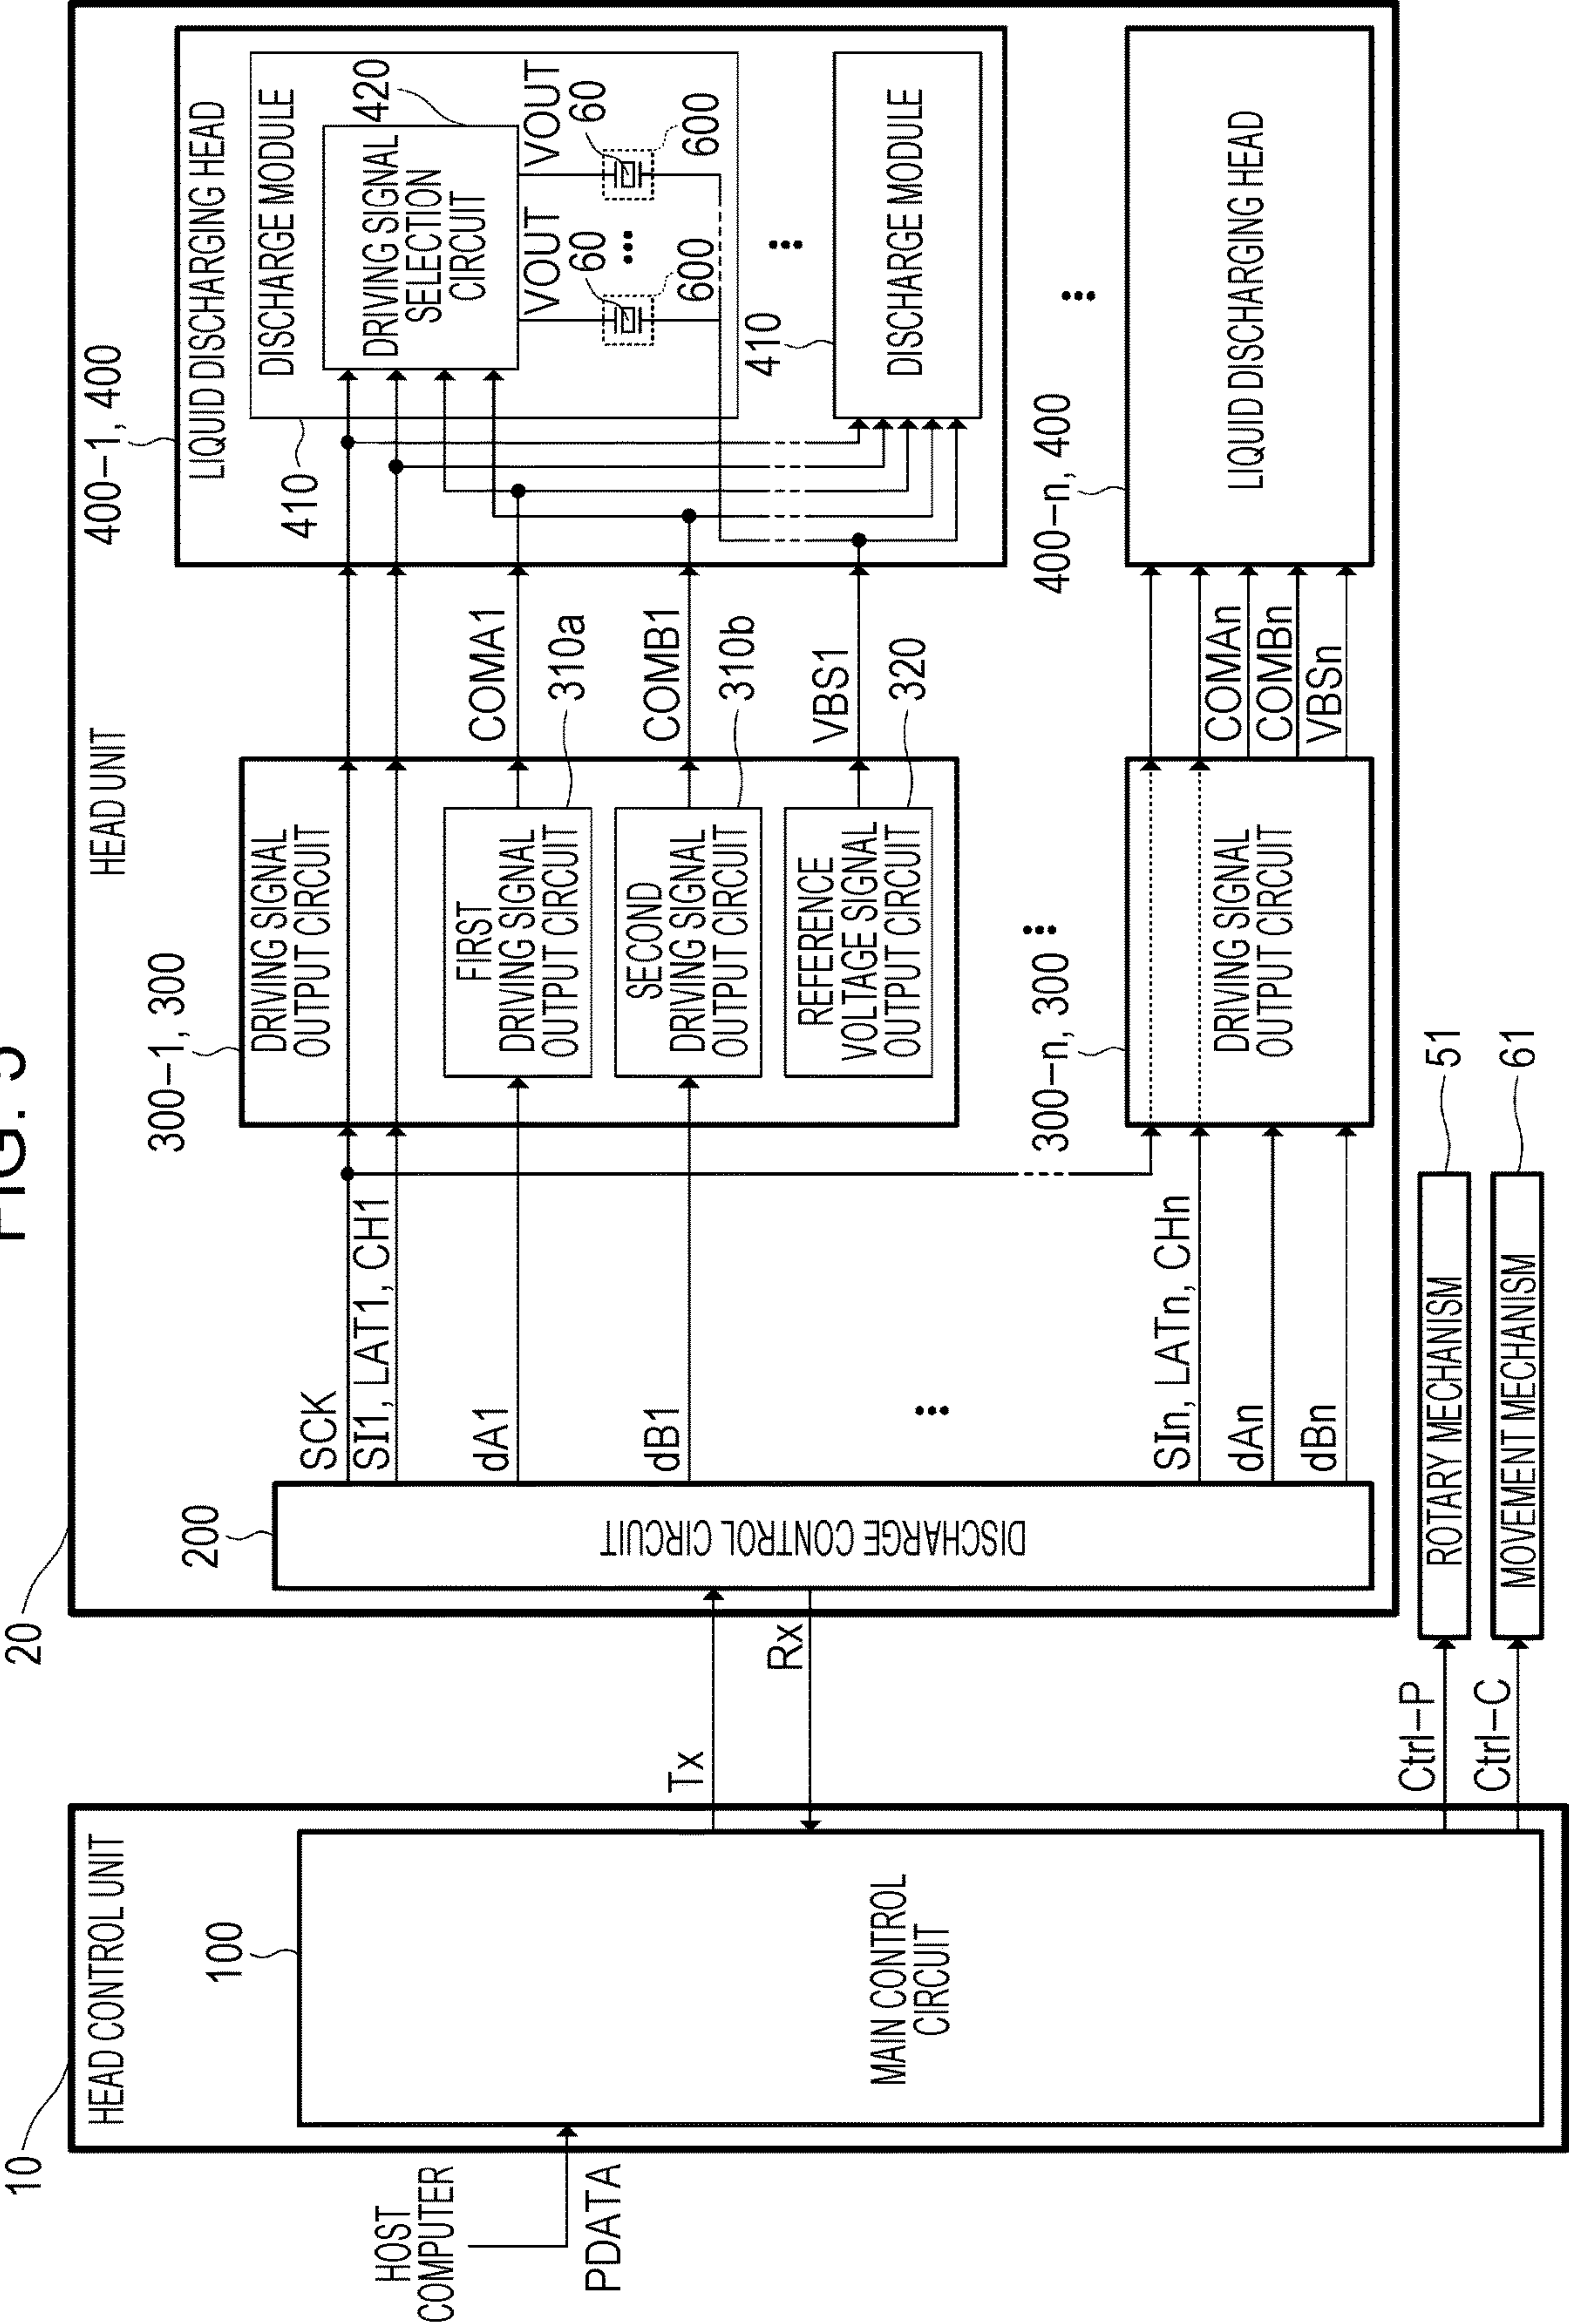 FIG. 5
HOST
COMPUTER
PDATA
10
HEAD CONTROL UNIT
100
MAIN CONTROL
CIRCUIT
Tx
Rx
Ctrl-P
Ctrl-C
ROTARY MECHANISM
51
MOVEMENT MECHANISM
61
20
HEAD UNIT
200
DISCHARGE CONTROL CIRCUIT
SCK
SI1, LAT1, CH1
dA1
dB1
SIn, LATn, CHn
dAn
dBn
300-1, 300
DRIVING SIGNAL
OUTPUT CIRCUIT
FIRST
DRIVING SIGNAL
OUTPUT CIRCUIT
SECOND
DRIVING SIGNAL
OUTPUT CIRCUIT
REFERENCE
VOLTAGE SIGNAL
OUTPUT CIRCUIT
300-n, 300
DRIVING SIGNAL
OUTPUT CIRCUIT
COMA1
310a
COMB1
310b
VBS1
320
COMAn
COMBn
VBSn
400-1, 400
LIQUID DISCHARGING HEAD
410
DISCHARGE MODULE
DRIVING SIGNAL
SELECTION
CIRCUIT
420
VOUT
60
600
VOUT
60
600
410
DISCHARGE MODULE
400-n, 400
LIQUID DISCHARGING HEAD